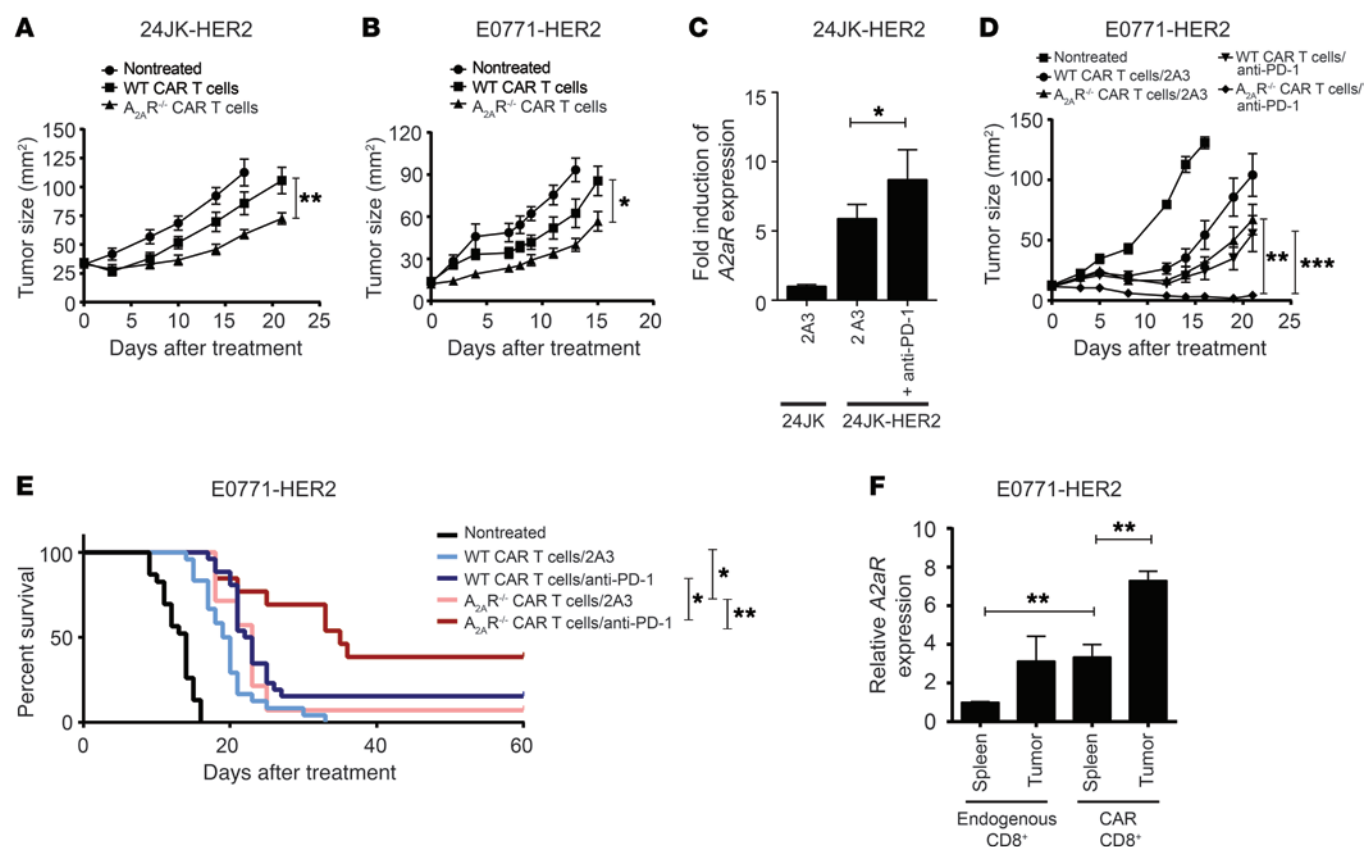 A
24JK-HER2
Nontreated
WT CAR T cells
A2AR-/- CAR T cells
Tumor size (mm²)
150
125
100
75
50
25
0
0 5 10 15 20 25
Days after treatment
**
B
E0771-HER2
Nontreated
WT CAR T cells
A2AR-/- CAR T cells
Tumor size (mm²)
120
90
60
30
0
0 5 10 15 20
Days after treatment
*
C
24JK-HER2
Fold induction of
A2aR expression
15
10
5
0
*
2A3
2A3
+ anti-PD-1
24JK
24JK-HER2
D
E0771-HER2
Nontreated
WT CAR T cells/2A3
A2AR-/- CAR T cells/2A3
WT CAR T cells/
anti-PD-1
A2AR-/- CAR T cells/
anti-PD-1
Tumor size (mm²)
150
100
50
0
0 5 10 15 20 25
Days after treatment
**
***
E
E0771-HER2
Nontreated
WT CAR T cells/2A3
WT CAR T cells/anti-PD-1
A2AR-/- CAR T cells/2A3
A2AR-/- CAR T cells/anti-PD-1
*
*
**
Percent survival
100
50
0
0 20 40 60
Days after treatment
F
E0771-HER2
Relative A2aR
expression
10
8
6
4
2
0
**
**
Spleen
Tumor
Spleen
Tumor
Endogenous
CD8⁺
CAR
CD8⁺